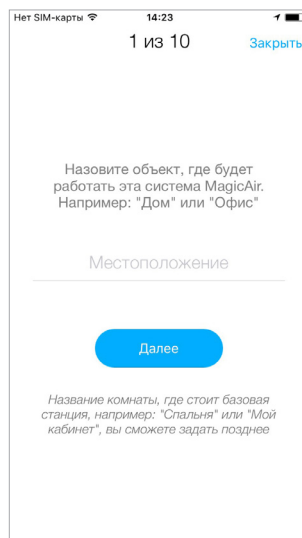 Нет SIM-карты 14:23
1 из 10 Закрыть
Назовите объект, где будет
работать эта система MagicAir.
Например: "Дом" или "Офис"
Местоположение
Далее
Название комнаты, где стоит базовая
станция, например: "Спальня" или "Мой
кабинет", вы сможете задать позднее